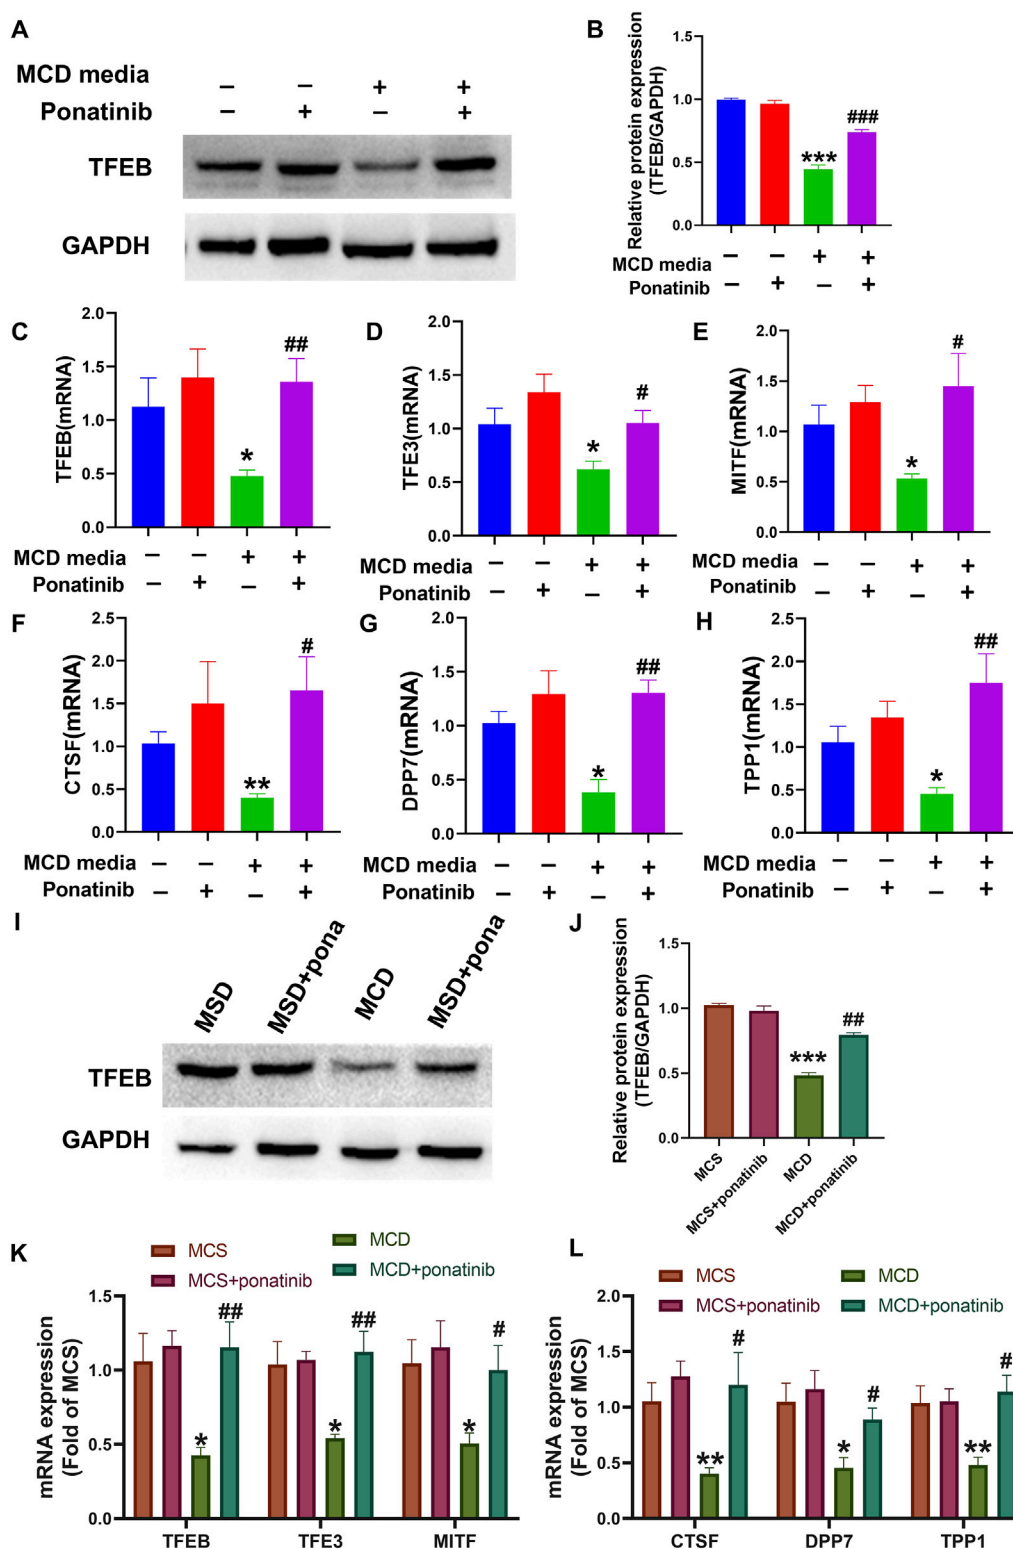 A
MCD media – – + +
Ponatinib – + – +
TFEB
GAPDH
B
Relative protein expression
(TFEB/GAPDH)
1.5
1.0
0.5
0.0
***
###
MCD media – – + +
Ponatinib – + – +
C
TFEB(mRNA)
2.0
1.5
1.0
0.5
0.0
*
##
MCD media – – + +
Ponatinib – + – +
D
TFE3(mRNA)
2.0
1.5
1.0
0.5
0.0
*
#
MCD media – – + +
Ponatinib – + – +
E
MITF(mRNA)
2.0
1.5
1.0
0.5
0.0
*
#
MCD media – – + +
Ponatinib – + – +
F
CTSF(mRNA)
2.5
2.0
1.5
1.0
0.5
0.0
**
#
MCD media – – + +
Ponatinib – + – +
G
DPP7(mRNA)
2.0
1.5
1.0
0.5
0.0
*
##
MCD media – – + +
Ponatinib – + – +
H
TPP1(mRNA)
2.5
2.0
1.5
1.0
0.5
0.0
*
##
MCD media – – + +
Ponatinib – + – +
I
MSD MSD+pona MCD MSD+pona
TFEB
GAPDH
J
Relative protein expression
(TFEB/GAPDH)
1.5
1.0
0.5
0.0
***
##
MCS MCS+ponatinib MCD MCD+ponatinib
K
MCS MCD
MCS+ponatinib MCD+ponatinib
mRNA expression
(Fold of MCS)
1.5
1.0
0.5
0.0
* ## * ## * #
TFEB TFE3 MITF
L
MCS MCD
MCS+ponatinib MCD+ponatinib
mRNA expression
(Fold of MCS)
2.0
1.5
1.0
0.5
0.0
** # * # ** #
CTSF DPP7 TPP1